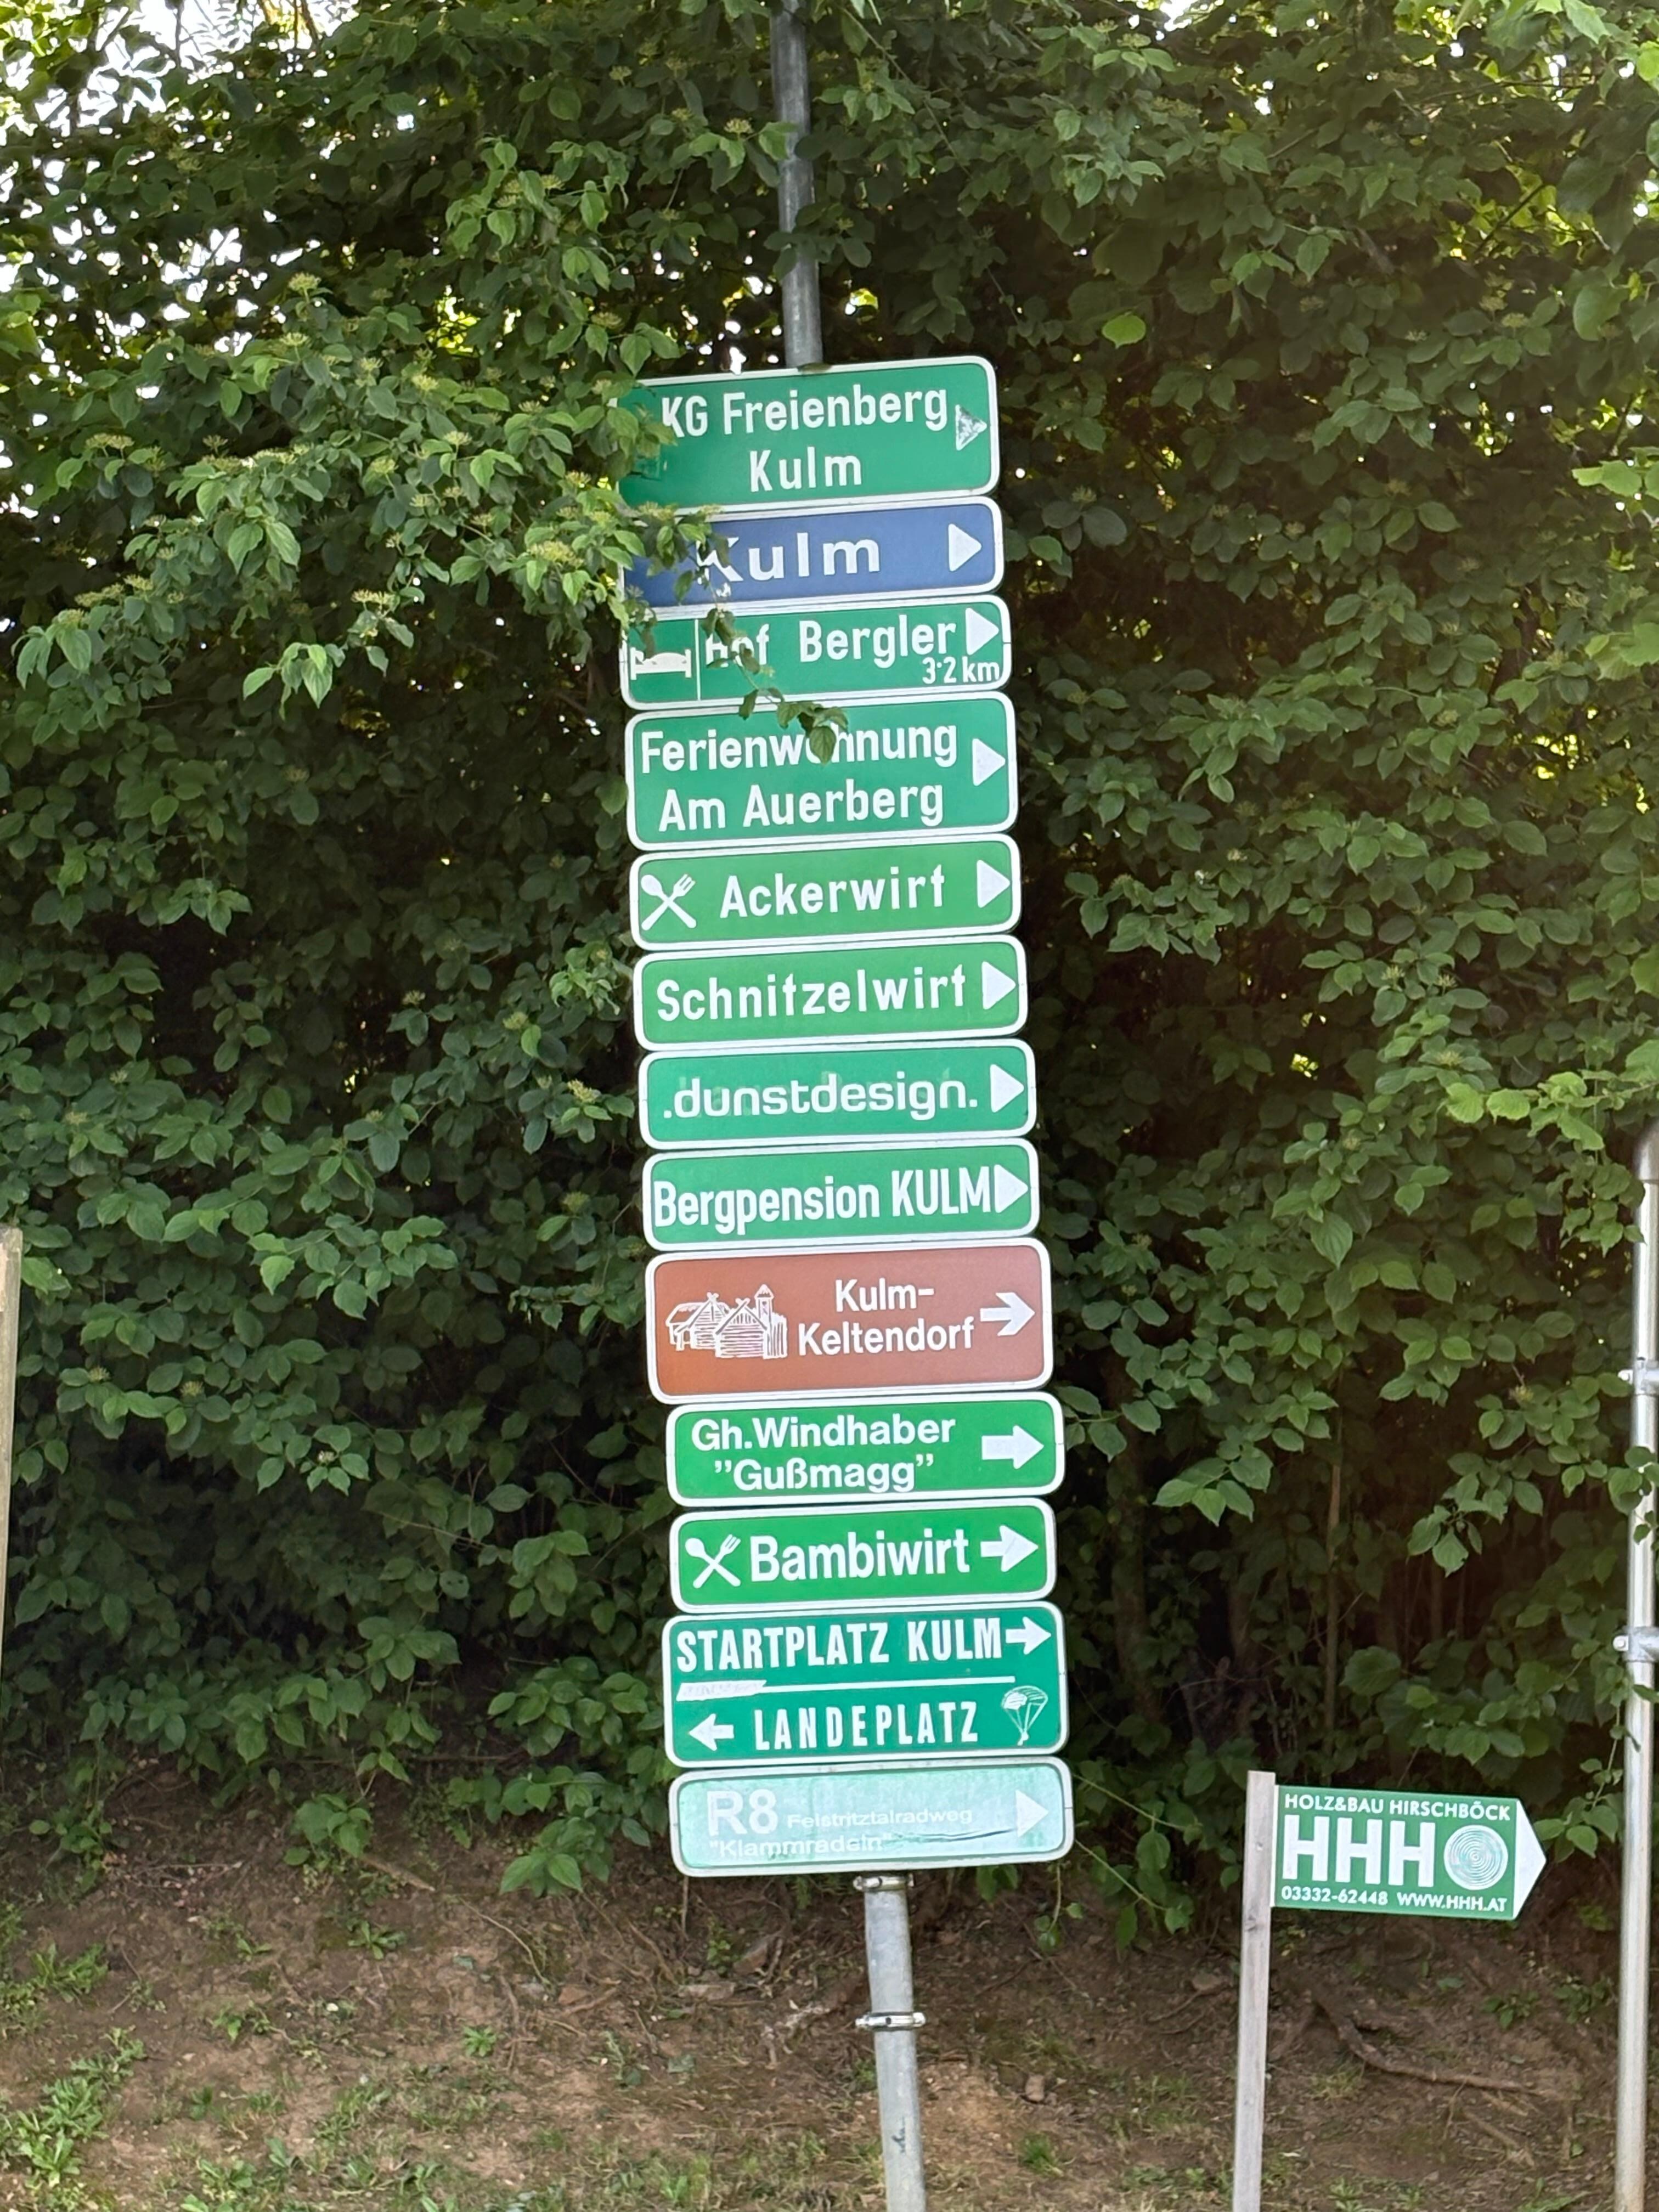 KG Freienberg
Kulm
Kulm
Hof Bergler
3·2 km
Ferienwohnung
Am Auerberg
Ackerwirt
Schnitzelwirt
.dunstdesign.
Bergpension KULM
Kulm-
Keltendorf
Gh.Windhaber
"Gußmagg"
Bambiwirt
STARTPLATZ KULM
LANDEPLATZ
R8 Feistritztalradweg
"Klammradeln"
HOLZ&BAU HIRSCHBÖCK
HHH
03332-62448 WWW.HHH.AT